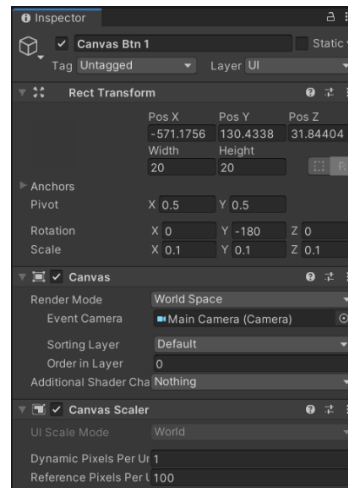 Inspector
Canvas Btn 1 Static
Tag Untagged Layer UI
Rect Transform
Pos X Pos Y Pos Z
-571.1756 130.4338 31.84404
Width Height
20 20
R
Anchors
Pivot X 0.5 Y 0.5
Rotation X 0 Y -180 Z 0
Scale X 0.1 Y 0.1 Z 0.1
Canvas
Render Mode World Space
Event Camera Main Camera (Camera)
Sorting Layer Default
Order in Layer 0
Additional Shader Cha Nothing
Canvas Scaler
UI Scale Mode World
Dynamic Pixels Per Ur 1
Reference Pixels Per U 100